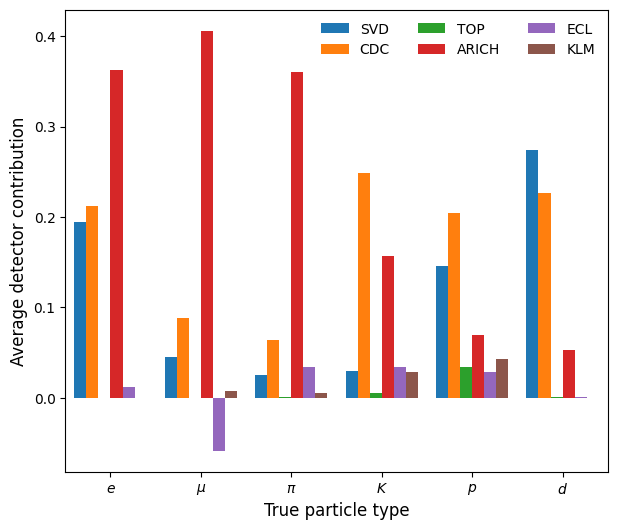 SVD TOP ECL
CDC ARICH KLM
Average detector contribution
0.4
0.3
0.2
0.1
0.0
e μ π K p d
True particle type